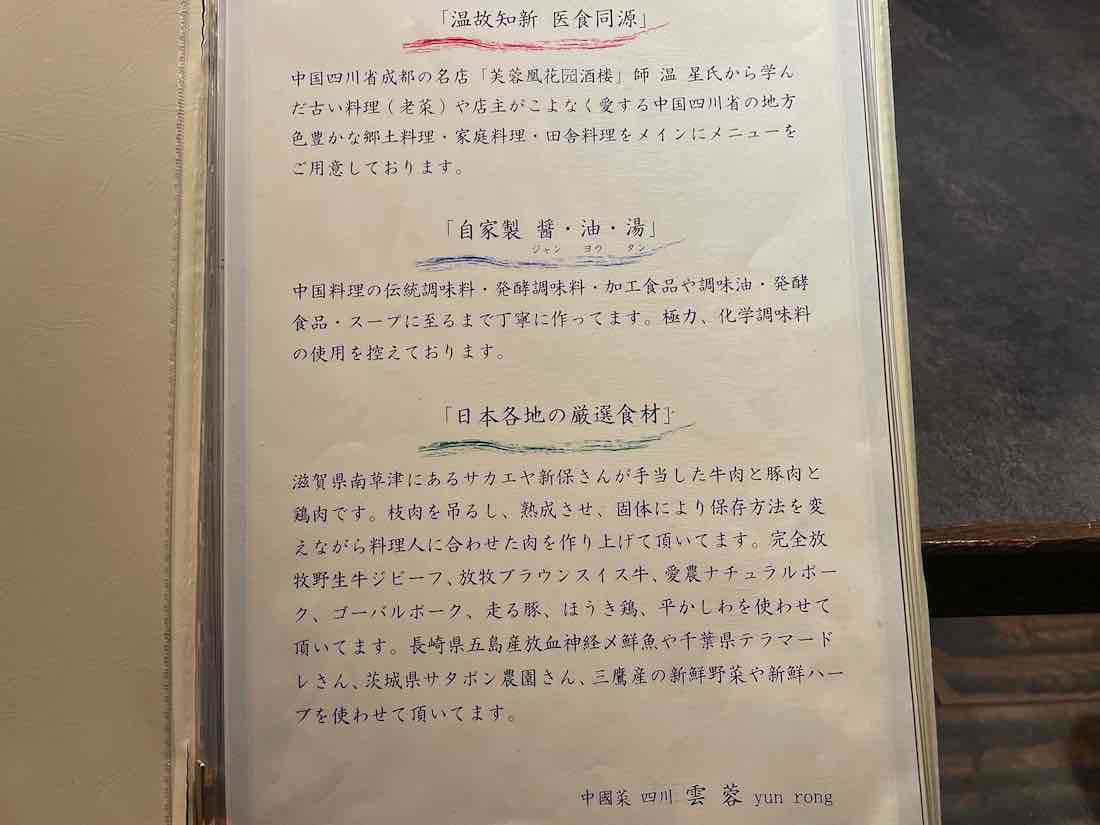 「温故知新 医食同源」
中国四川省成都の名店「芙蓉凰花园酒楼」師 温 星氏から学ん
だ古い料理（老菜）や店主がこよなく愛する中国四川省の地方
色豊かな郷土料理・家庭料理・田舎料理をメインにメニューを
ご用意しております。
「自家製 醤・油・湯」
ジャン ヨウ タン
中国料理の伝統調味料・発酵調味料・加工食品や調味油・発酵
食品・スープに至るまで丁寧に作ってます。極力、化学調味料
の使用を控えております。
「日本各地の厳選食材」
滋賀県南草津にあるサカエヤ新保さんが手当した牛肉と豚肉と
鶏肉です。枝肉を吊るし、熟成させ、固体により保存方法を変
えながら料理人に合わせた肉を作り上げて頂いてます。完全放
牧野生牛ジビーフ、放牧ブラウンスイス牛、愛農ナチュラルポー
ク、ゴーバルポーク、走る豚、ほうき鶏、平かしわを使わせて
頂いてます。長崎県五島産放血神経〆鮮魚や千葉県テラマード
レさん、茨城県サタボン農園さん、三鷹産の新鮮野菜や新鮮ハー
ブを使わせて頂いてます。
中國菜 四川 雲 蓉 yun rong